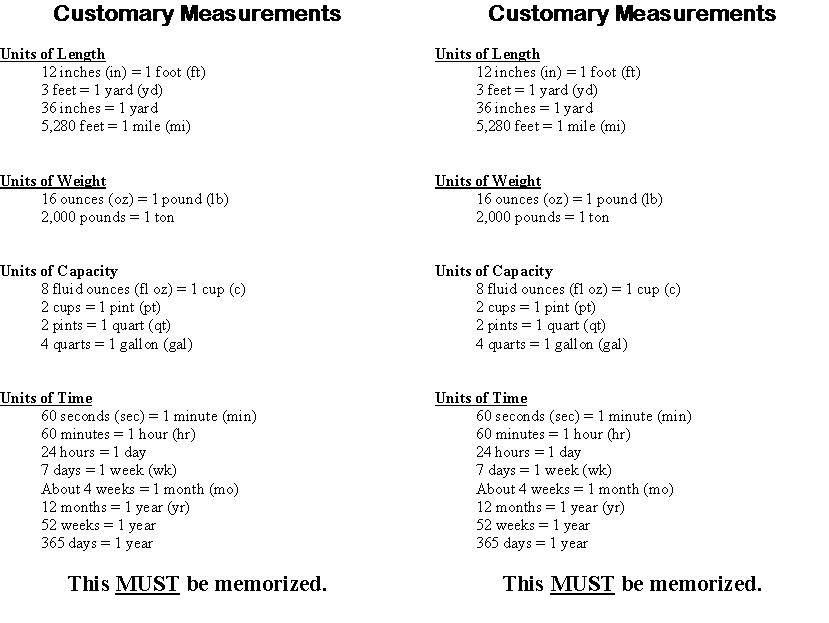 Customary Measurements
Units of Length
12 inches (in) = 1 foot (ft)
3 feet = 1 yard (yd)
36 inches = 1 yard
5,280 feet = 1 mile (mi)
Units of Weight
16 ounces (oz) = 1 pound (lb)
2,000 pounds = 1 ton
Units of Capacity
8 fluid ounces (fl oz) = 1 cup (c)
2 cups = 1 pint (pt)
2 pints = 1 quart (qt)
4 quarts = 1 gallon (gal)
Units of Time
60 seconds (sec) = 1 minute (min)
60 minutes = 1 hour (hr)
24 hours = 1 day
7 days = 1 week (wk)
About 4 weeks = 1 month (mo)
12 months = 1 year (yr)
52 weeks = 1 year
365 days = 1 year
This MUST be memorized.
Customary Measurements
Units of Length
12 inches (in) = 1 foot (ft)
3 feet = 1 yard (yd)
36 inches = 1 yard
5,280 feet = 1 mile (mi)
Units of Weight
16 ounces (oz) = 1 pound (lb)
2,000 pounds = 1 ton
Units of Capacity
8 fluid ounces (fl oz) = 1 cup (c)
2 cups = 1 pint (pt)
2 pints = 1 quart (qt)
4 quarts = 1 gallon (gal)
Units of Time
60 seconds (sec) = 1 minute (min)
60 minutes = 1 hour (hr)
24 hours = 1 day
7 days = 1 week (wk)
About 4 weeks = 1 month (mo)
12 months = 1 year (yr)
52 weeks = 1 year
365 days = 1 year
This MUST be memorized.